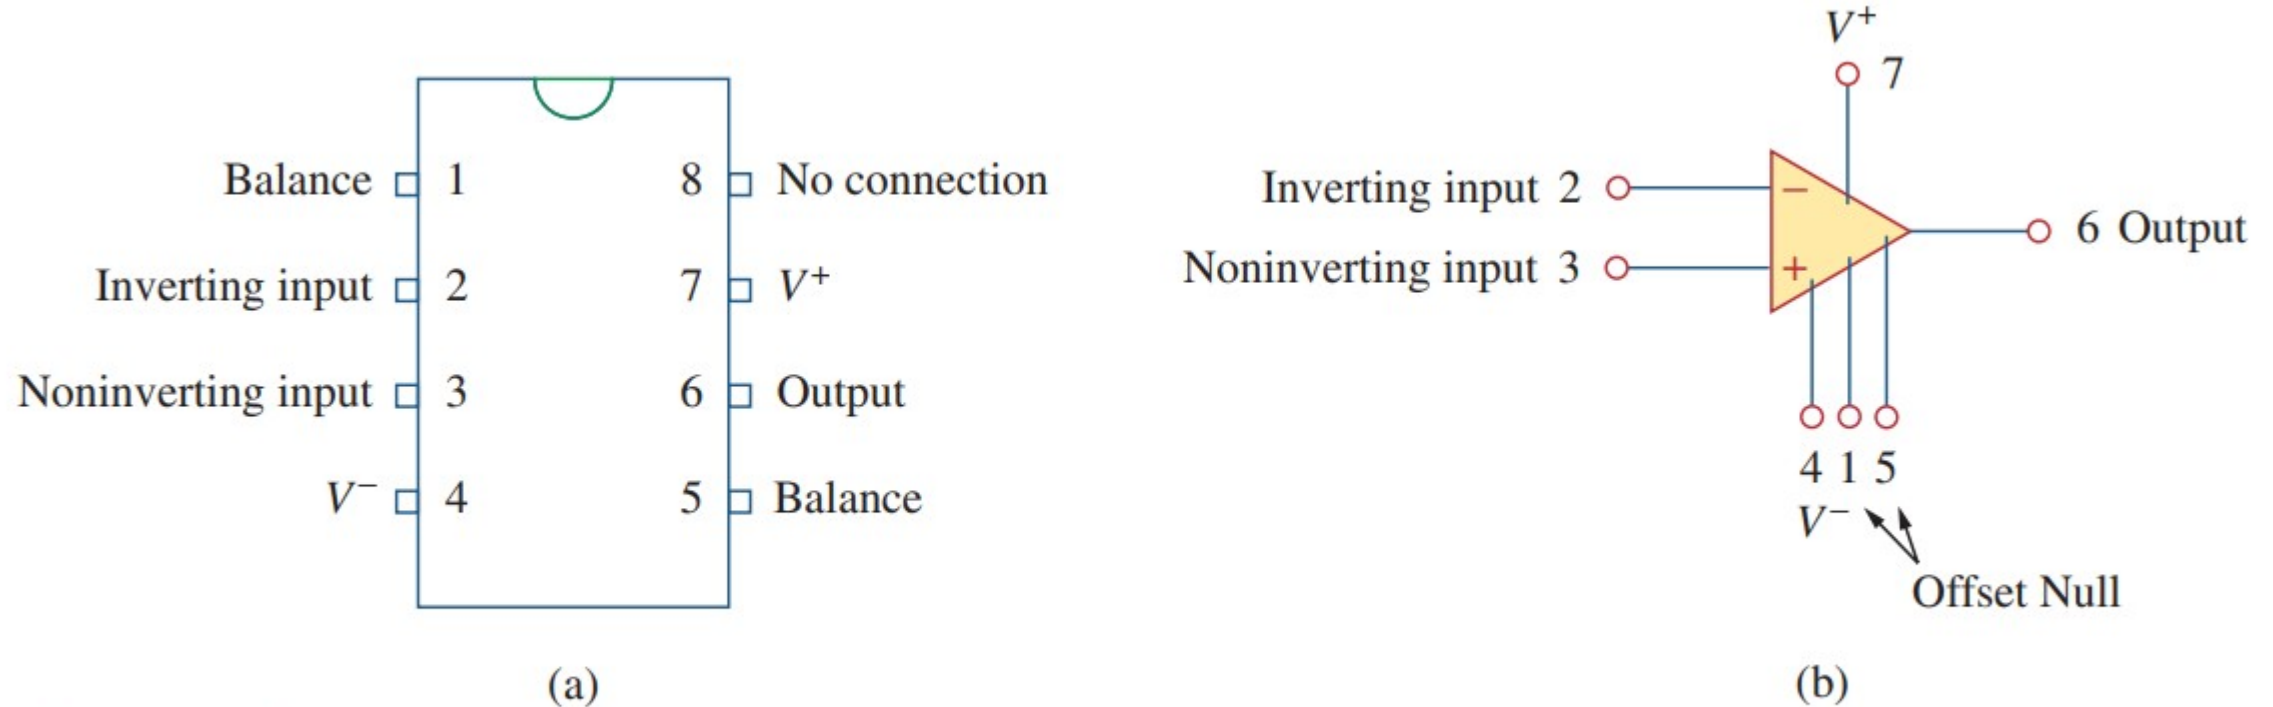 Balance 1 8 No connection
Inverting input 2 7 V⁺
Noninverting input 3 6 Output
V⁻ 4 5 Balance
(a)
V⁺
7
Inverting input 2 −
Noninverting input 3 +
6 Output
4 1 5
V⁻
Offset Null
(b)